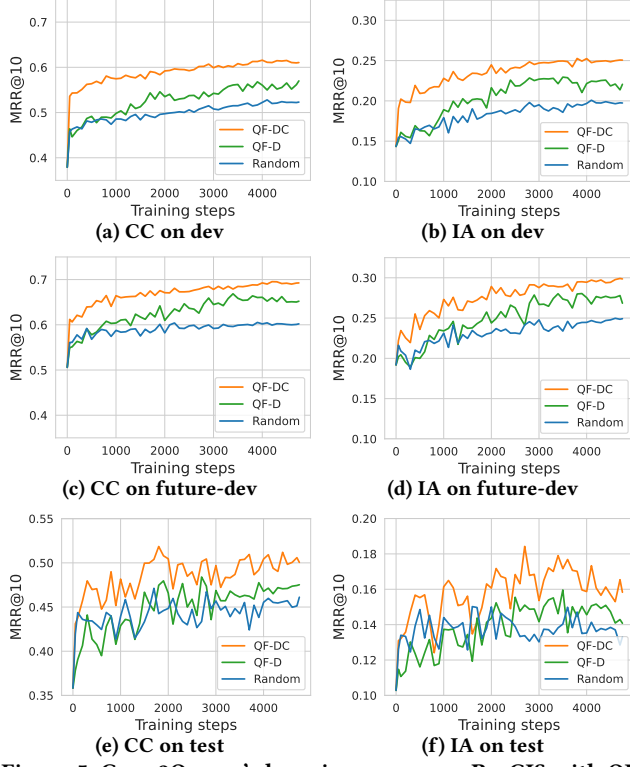 0.7
0.6
0.5
0.4
MRR@10
QF-DC
QF-D
Random
0 1000 2000 3000 4000
Training steps
(a) CC on dev
0.25
0.20
0.15
0.10
MRR@10
QF-DC
QF-D
Random
0 1000 2000 3000 4000
Training steps
(b) IA on dev
0.7
0.6
0.5
0.4
MRR@10
QF-DC
QF-D
Random
0 1000 2000 3000 4000
Training steps
(c) CC on future-dev
0.30
0.25
0.20
0.15
0.10
MRR@10
QF-DC
QF-D
Random
0 1000 2000 3000 4000
Training steps
(d) IA on future-dev
0.55
0.50
0.45
0.40
0.35
MRR@10
QF-DC
QF-D
Random
0 1000 2000 3000 4000
Training steps
(e) CC on test
0.20
0.18
0.16
0.14
0.12
0.10
MRR@10
QF-DC
QF-D
Random
0 1000 2000 3000 4000
Training steps
(f) IA on test